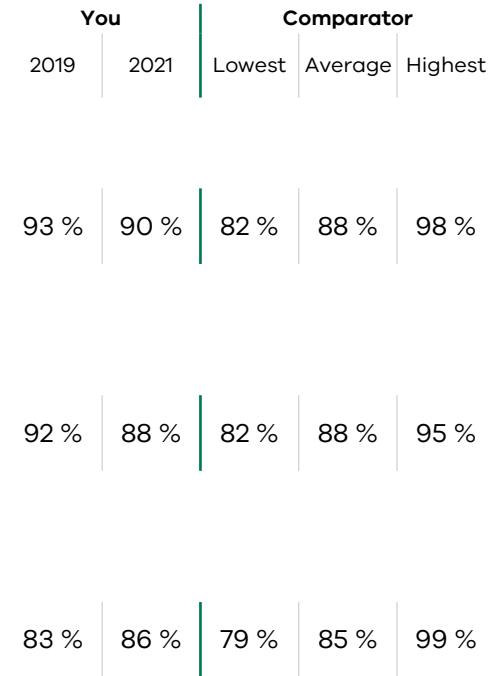 You Comparator
2019 2021 Lowest Average Highest
93 % 90 % 82 % 88 % 98 %
92 % 88 % 82 % 88 % 95 %
83 % 86 % 79 % 85 % 99 %